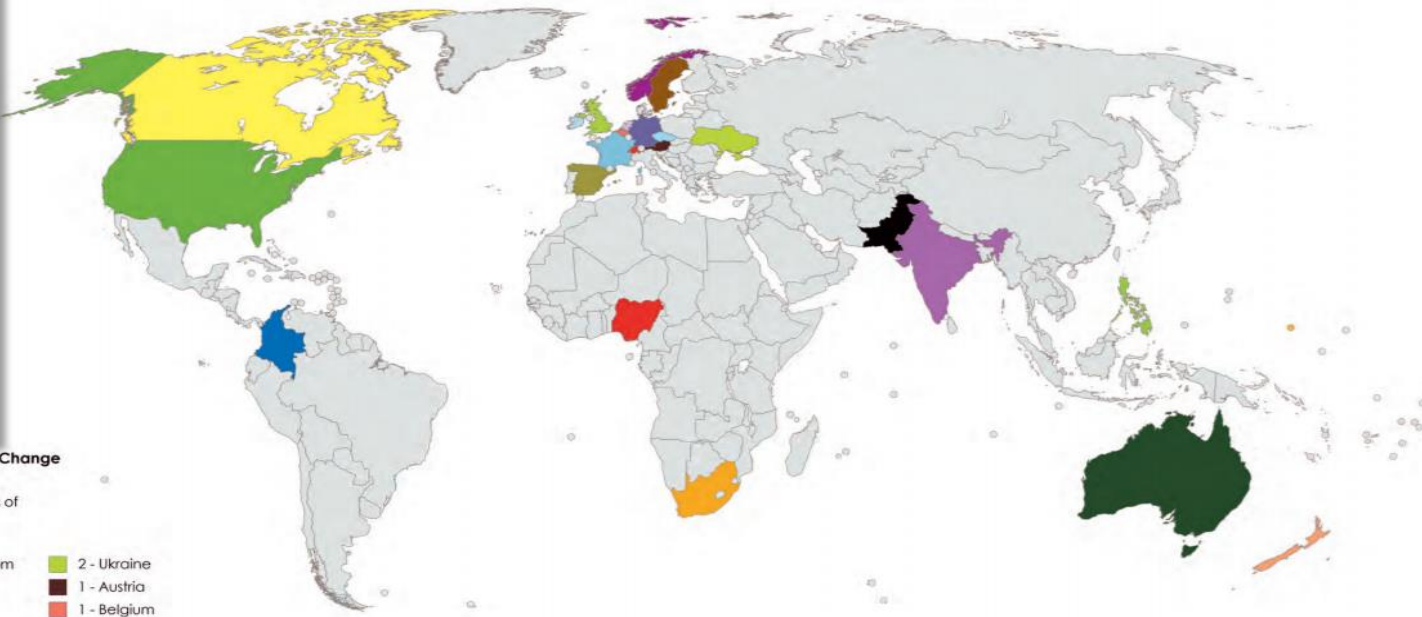 Change
of
m
2 - Ukraine
1 - Austria
1 - Belgium